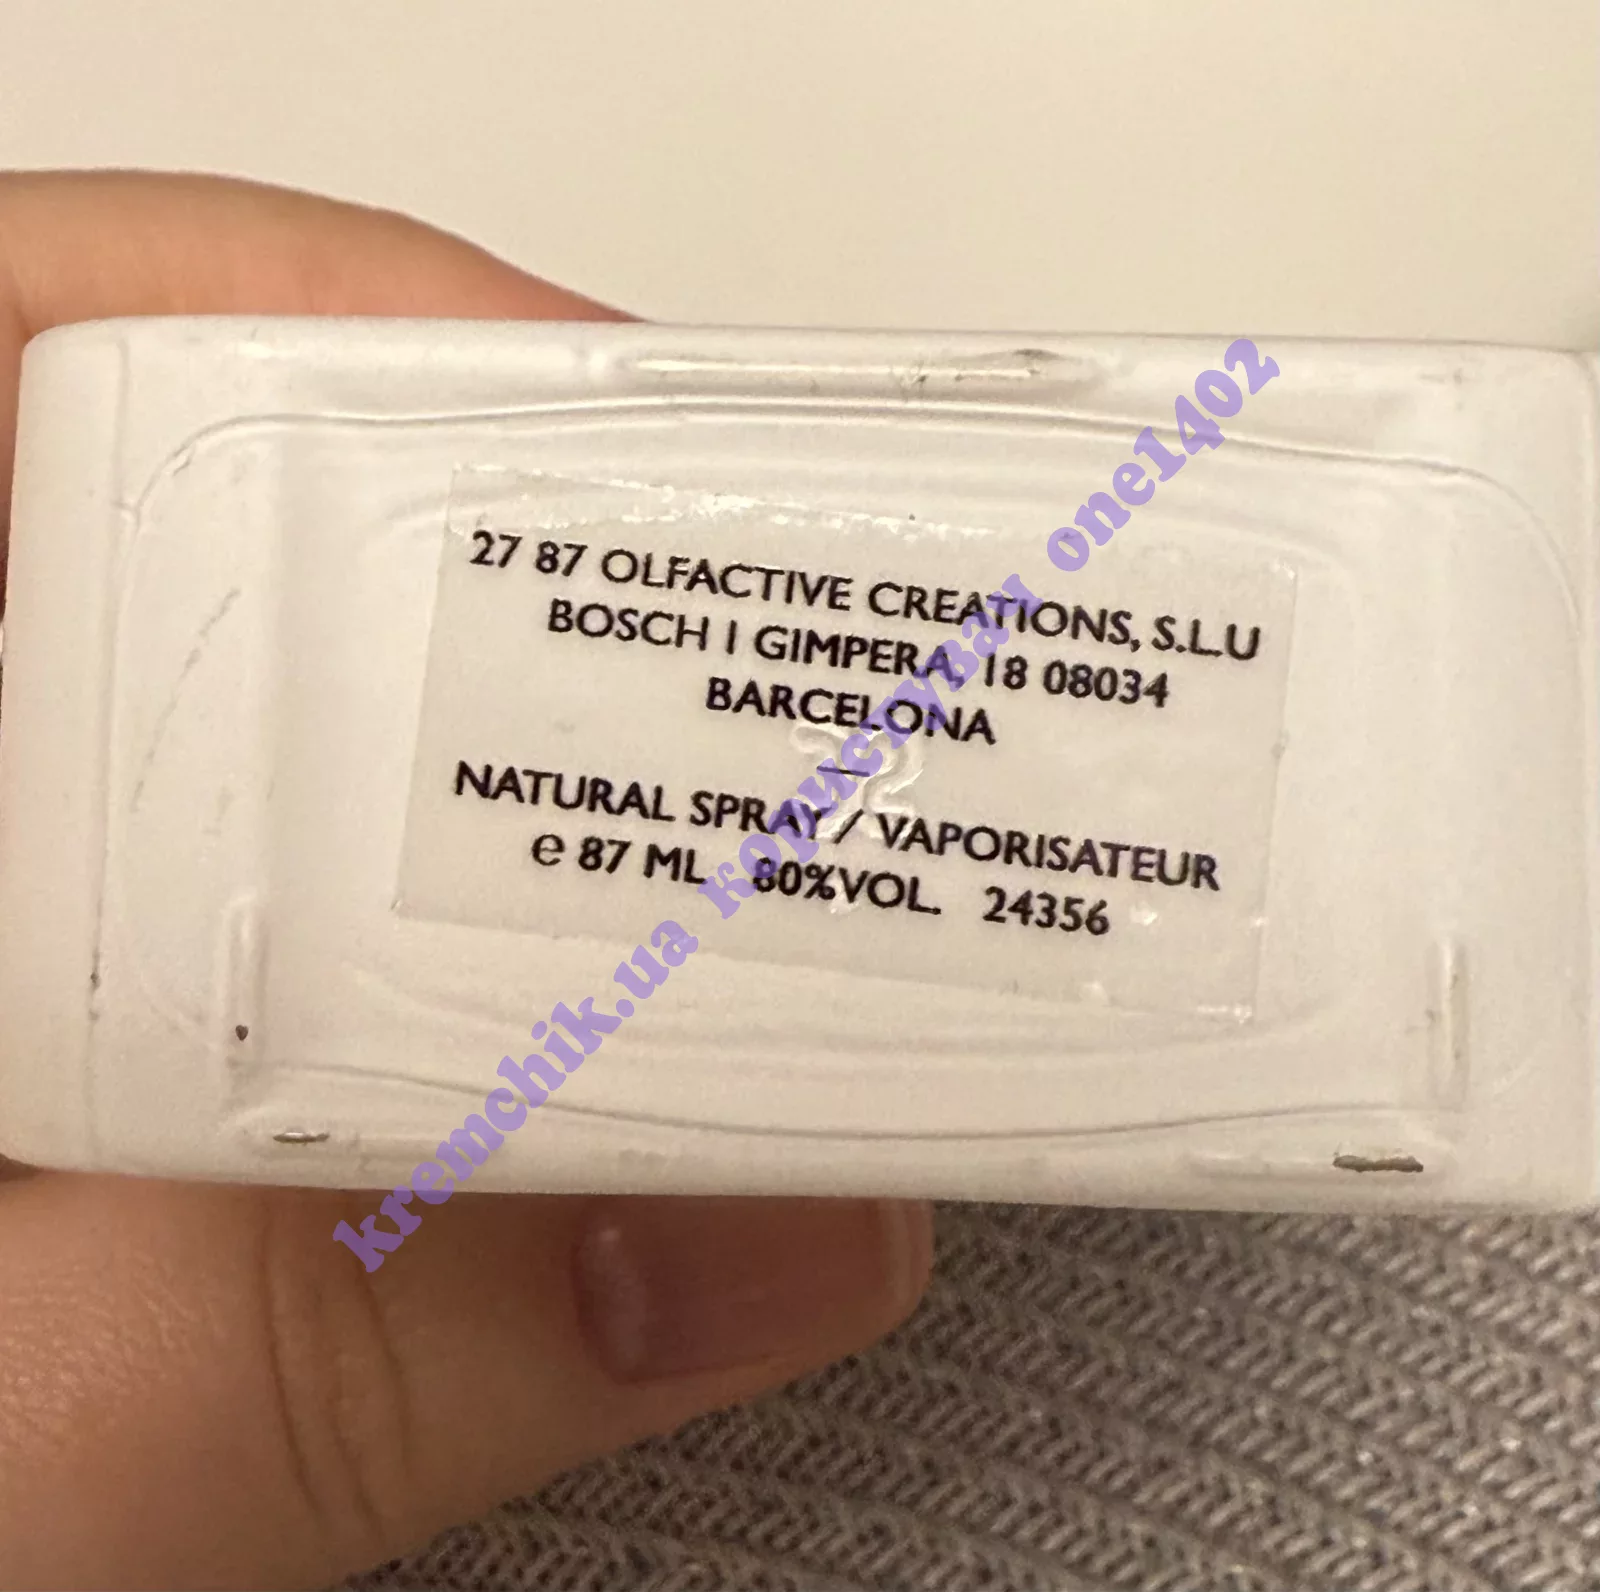 27 87 OLFACTIVE CREATIONS, S.L.U
BOSCH I GIMPERA, 18 08034
BARCELONA
—
NATURAL SPRAY / VAPORISATEUR
℮ 87 ML 80%VOL. 24356
kremchik.ua користувач one1402